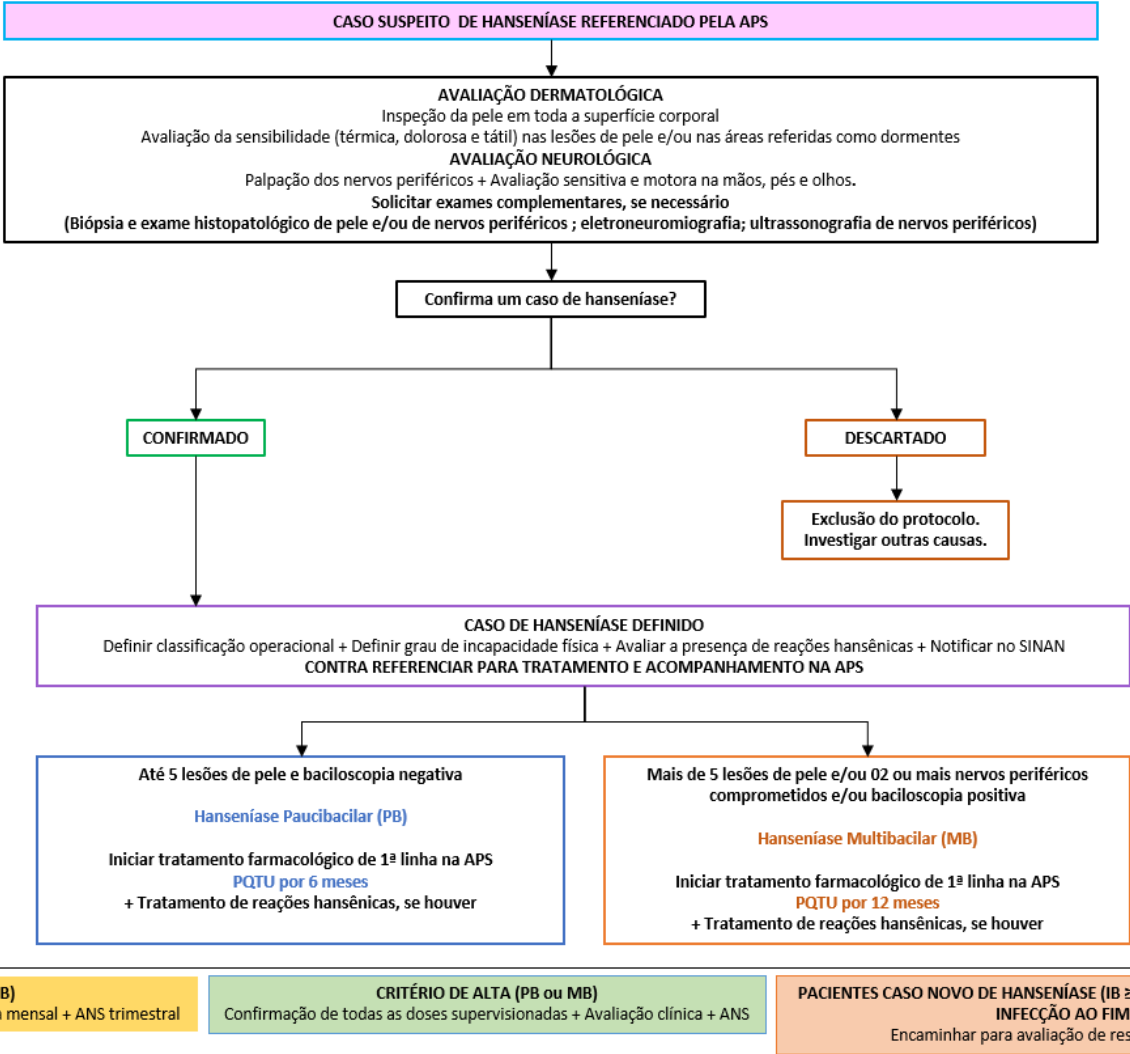 CASO SUSPEITO DE HANSENÍASE REFERENCIADO PELA APS
AVALIAÇÃO DERMATOLÓGICA
Inspeção da pele em toda a superfície corporal
Avaliação da sensibilidade (térmica, dolorosa e tátil) nas lesões de pele e/ou nas áreas referidas como dormentes
AVALIAÇÃO NEUROLÓGICA
Palpação dos nervos periféricos + Avaliação sensitiva e motora na mãos, pés e olhos.
Solicitar exames complementares, se necessário
(Biópsia e exame histopatológico de pele e/ou de nervos periféricos ; eletroneuromiografia; ultrassonografia de nervos periféricos)
Confirma um caso de hanseníase?
CONFIRMADO
DESCARTADO
Exclusão do protocolo.
Investigar outras causas.
CASO DE HANSENÍASE DEFINIDO
Definir classificação operacional + Definir grau de incapacidade física + Avaliar a presença de reações hansênicas + Notificar no SINAN
CONTRA REFERENCIAR PARA TRATAMENTO E ACOMPANHAMENTO NA APS
Até 5 lesões de pele e baciloscopia negativa
Hanseníase Paucibacilar (PB)
Iniciar tratamento farmacológico de 1ª linha na APS
PQTU por 6 meses
+ Tratamento de reações hansênicas, se houver
Mais de 5 lesões de pele e/ou 02 ou mais nervos periféricos
comprometidos e/ou baciloscopia positiva
Hanseníase Multibacilar (MB)
Iniciar tratamento farmacológico de 1ª linha na APS
PQTU por 12 meses
+ Tratamento de reações hansênicas, se houver
B)
mensal + ANS trimestral
CRITÉRIO DE ALTA (PB ou MB)
Confirmação de todas as doses supervisionadas + Avaliação clínica + ANS
PACIENTES CASO NOVO DE HANSENÍASE (IB ≥
INFECÇÃO AO FIM
Encaminhar para avaliação de res